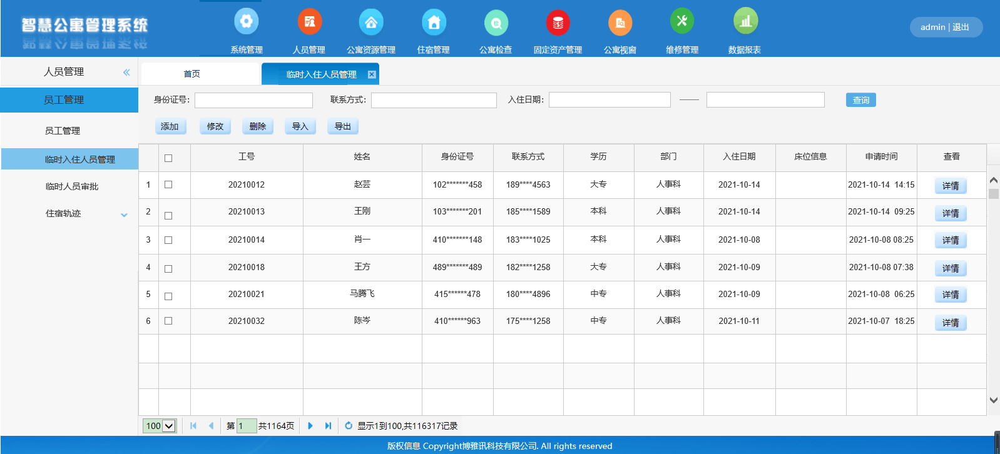 智慧公寓管理系统
系统管理 人员管理 公寓资源管理 住宿管理 公寓检查 固定资产管理 公寓视窗 维修管理 数据报表
admin | 退出
人员管理 «
首页 临时入住人员管理
员工管理
员工管理
临时入住人员管理
临时人员审批
住宿轨迹
身份证号: 联系方式: 入住日期: —— 查询
添加 修改 删除 导入 导出
工号 姓名 身份证号 联系方式 学历 部门 入住日期 床位信息 申请时间 查看
1 20210012 赵芸 102*******458 189****4563 大专 人事科 2021-10-14 2021-10-14 14:15 详情
2 20210013 王刚 103*******201 185****1589 本科 人事科 2021-10-14 2021-10-14 09:25 详情
3 20210014 肖一 410*******148 183****1025 本科 人事科 2021-10-08 2021-10-08 08:25 详情
4 20210018 王方 489*******489 182****1258 大专 人事科 2021-10-09 2021-10-08 07:38 详情
5 20210021 马腾飞 415******478 180****4896 中专 人事科 2021-10-09 2021-10-08 06:25 详情
6 20210032 陈岑 410******963 175****1258 中专 人事科 2021-10-11 2021-10-07 18:25 详情
100 第 1 共1164页 显示1到100,共116317记录
版权信息 Copyright博雅讯科技有限公司. All rights reserved